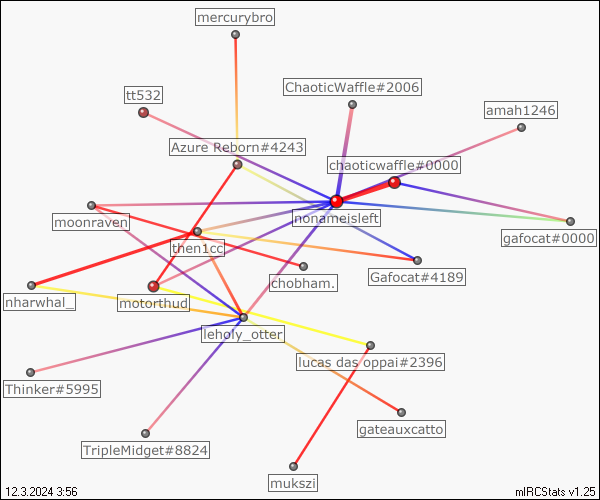 mercurybro
ChaoticWaffle#2006
tt532
amah1246
Azure Reborn#4243
chaoticwaffle#0000
moonraven
nonameisleft
gafocat#0000
then1cc
chobham.
Gafocat#4189
nharwhal_
motorthud
leholy_otter
lucas das oppai#2396
Thinker#5995
gateauxcatto
TripleMidget#8824
mukszi
12.3.2024 3:56
mIRCStats v1.25